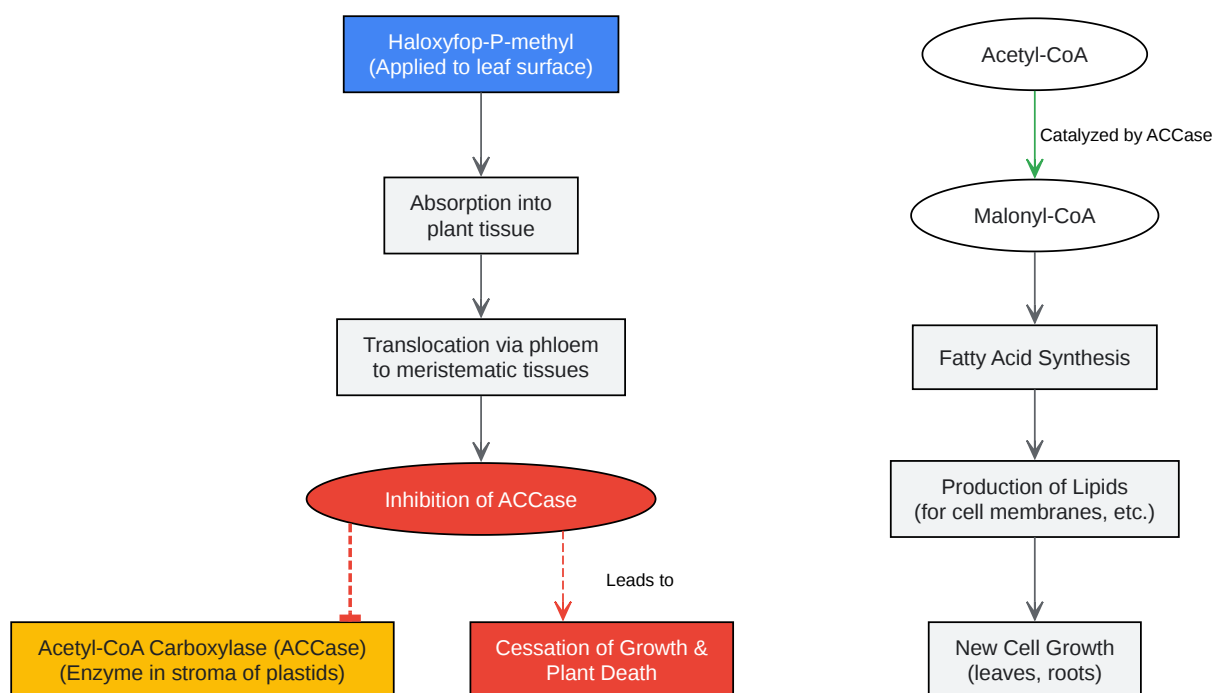 Haloxyfop-P-methyl
(Applied to leaf surface)
Absorption into
plant tissue
Translocation via phloem
to meristematic tissues
Inhibition of ACCase
Leads to
Acetyl-CoA Carboxylase (ACCase)
(Enzyme in stroma of plastids)
Cessation of Growth &
Plant Death
Acetyl-CoA
Catalyzed by ACCase
Malonyl-CoA
Fatty Acid Synthesis
Production of Lipids
(for cell membranes, etc.)
New Cell Growth
(leaves, roots)